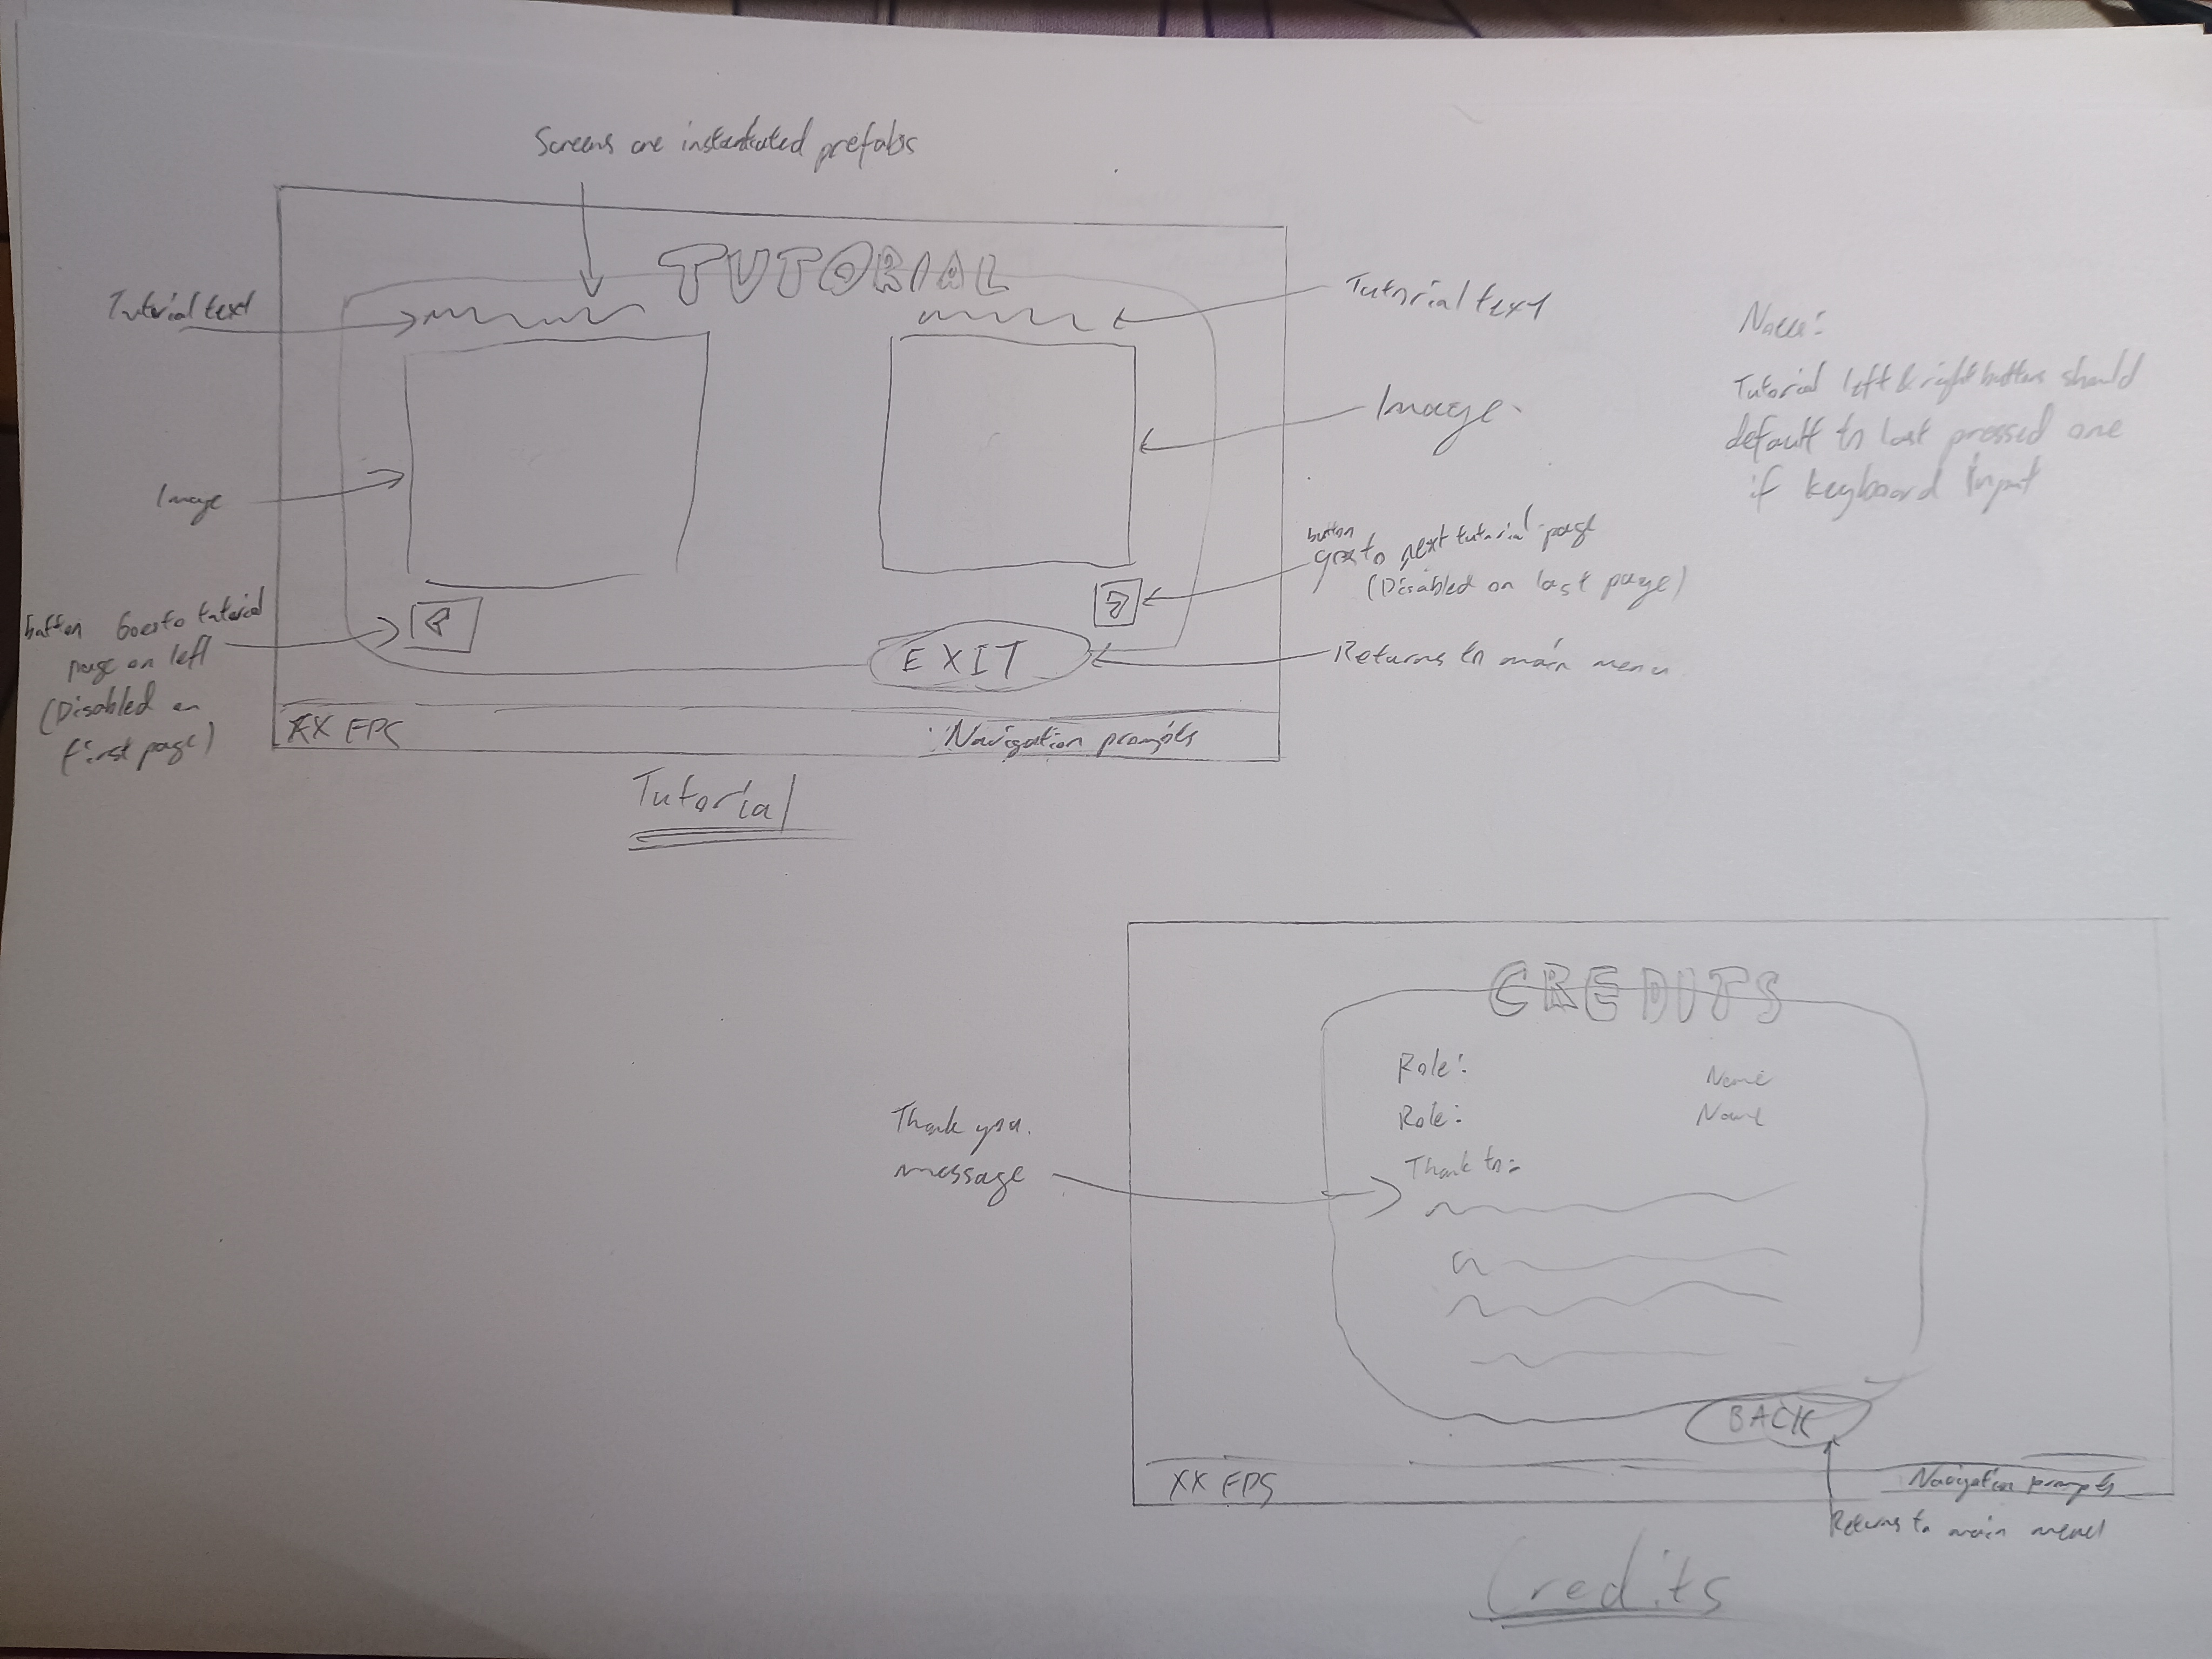 Screens are instantiated prefabs
TUTORIAL
Tutorial text
Tutorial text
Image
Image
button Goes to tutorial
page on left
(Disabled on
first page)
button
goes to next tutorial page
(Disabled on last page)
EXIT
Returns to main menu
XX FPS
Navigation prompts
Tutorial
Notes:
Tutorial left & right buttons should
default to last pressed one
if keyboard input
CREDITS
Role:
Name
Role:
Name
Thank to:
Thank you
message
BACK
XX FPS
Navigation prompts
Returns to main menu
Credits